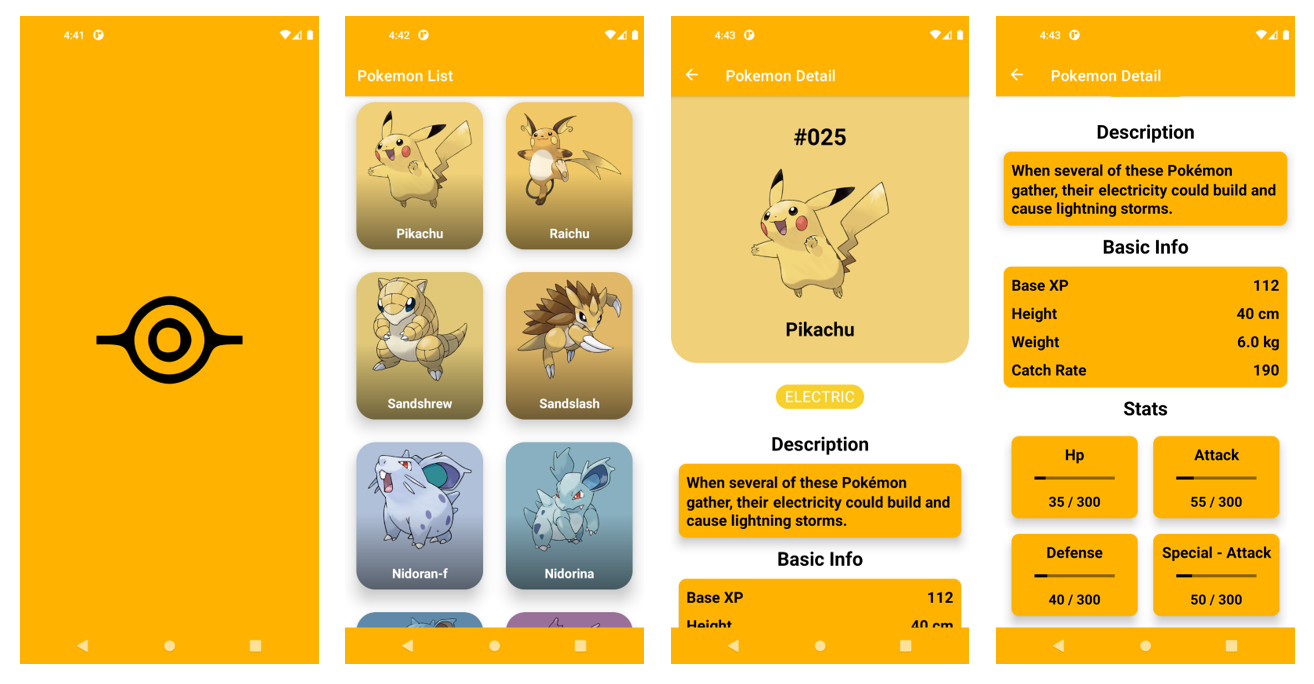 4:41
4:42
Pokemon List
Pikachu
Raichu
Sandshrew
Sandslash
Nidoran-f
Nidorina
4:43
Pokemon Detail
#025
Pikachu
ELECTRIC
Description
When several of these Pokémon
gather, their electricity could build and
cause lightning storms.
Basic Info
Base XP 112
Height 40 cm
4:43
Pokemon Detail
Description
When several of these Pokémon
gather, their electricity could build and
cause lightning storms.
Basic Info
Base XP 112
Height 40 cm
Weight 6.0 kg
Catch Rate 190
Stats
Hp
35 / 300
Attack
55 / 300
Defense
40 / 300
Special - Attack
50 / 300